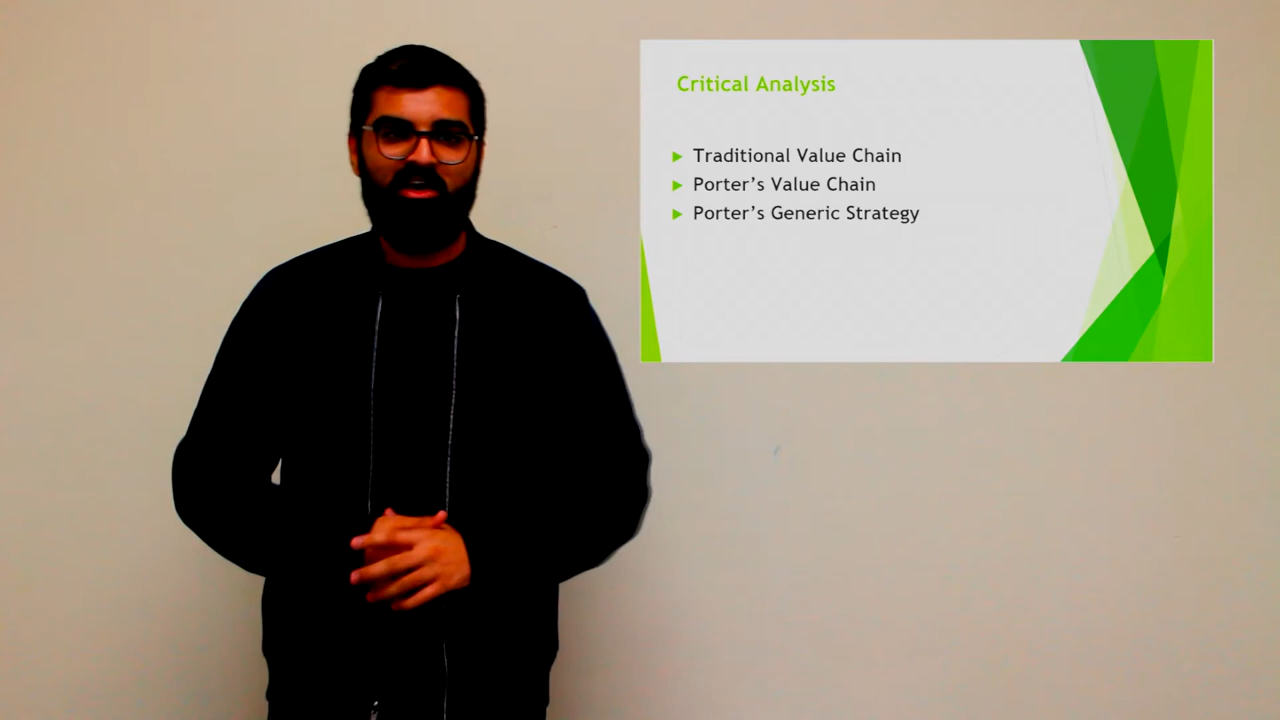 Critical Analysis
Traditional Value Chain
Porter's Value Chain
Porter's Generic Strategy